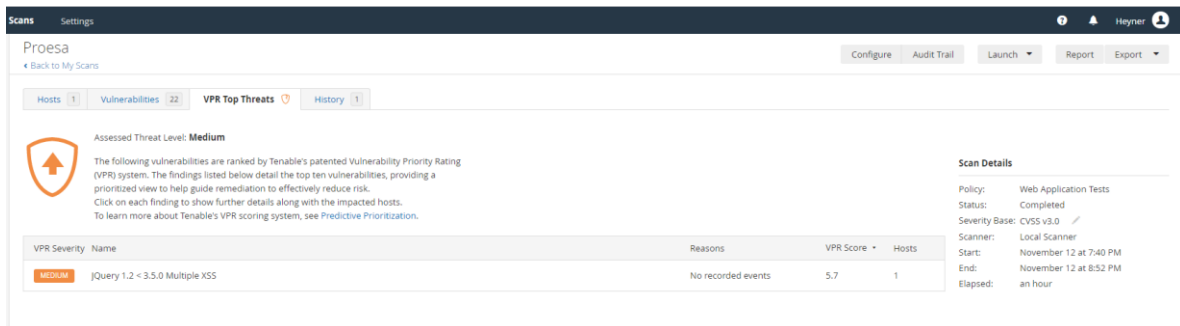 Scans Settings Heyner
Proesa
Back to My Scans
Configure Audit Trail Launch Report Export
Hosts 1 Vulnerabilities 22 VPR Top Threats History 1
Assessed Threat Level: Medium
The following vulnerabilities are ranked by Tenable's patented Vulnerability Priority Rating
(VPR) system. The findings listed below detail the top ten vulnerabilities, providing a
prioritized view to help guide remediation to effectively reduce risk.
Click on each finding to show further details along with the impacted hosts.
To learn more about Tenable's VPR scoring system, see Predictive Prioritization.
VPR Severity Name Reasons VPR Score Hosts
MEDIUM JQuery 1.2 < 3.5.0 Multiple XSS No recorded events 5.7 1
Scan Details
Policy: Web Application Tests
Status: Completed
Severity Base: CVSS v3.0
Scanner: Local Scanner
Start: November 12 at 7:40 PM
End: November 12 at 8:52 PM
Elapsed: an hour